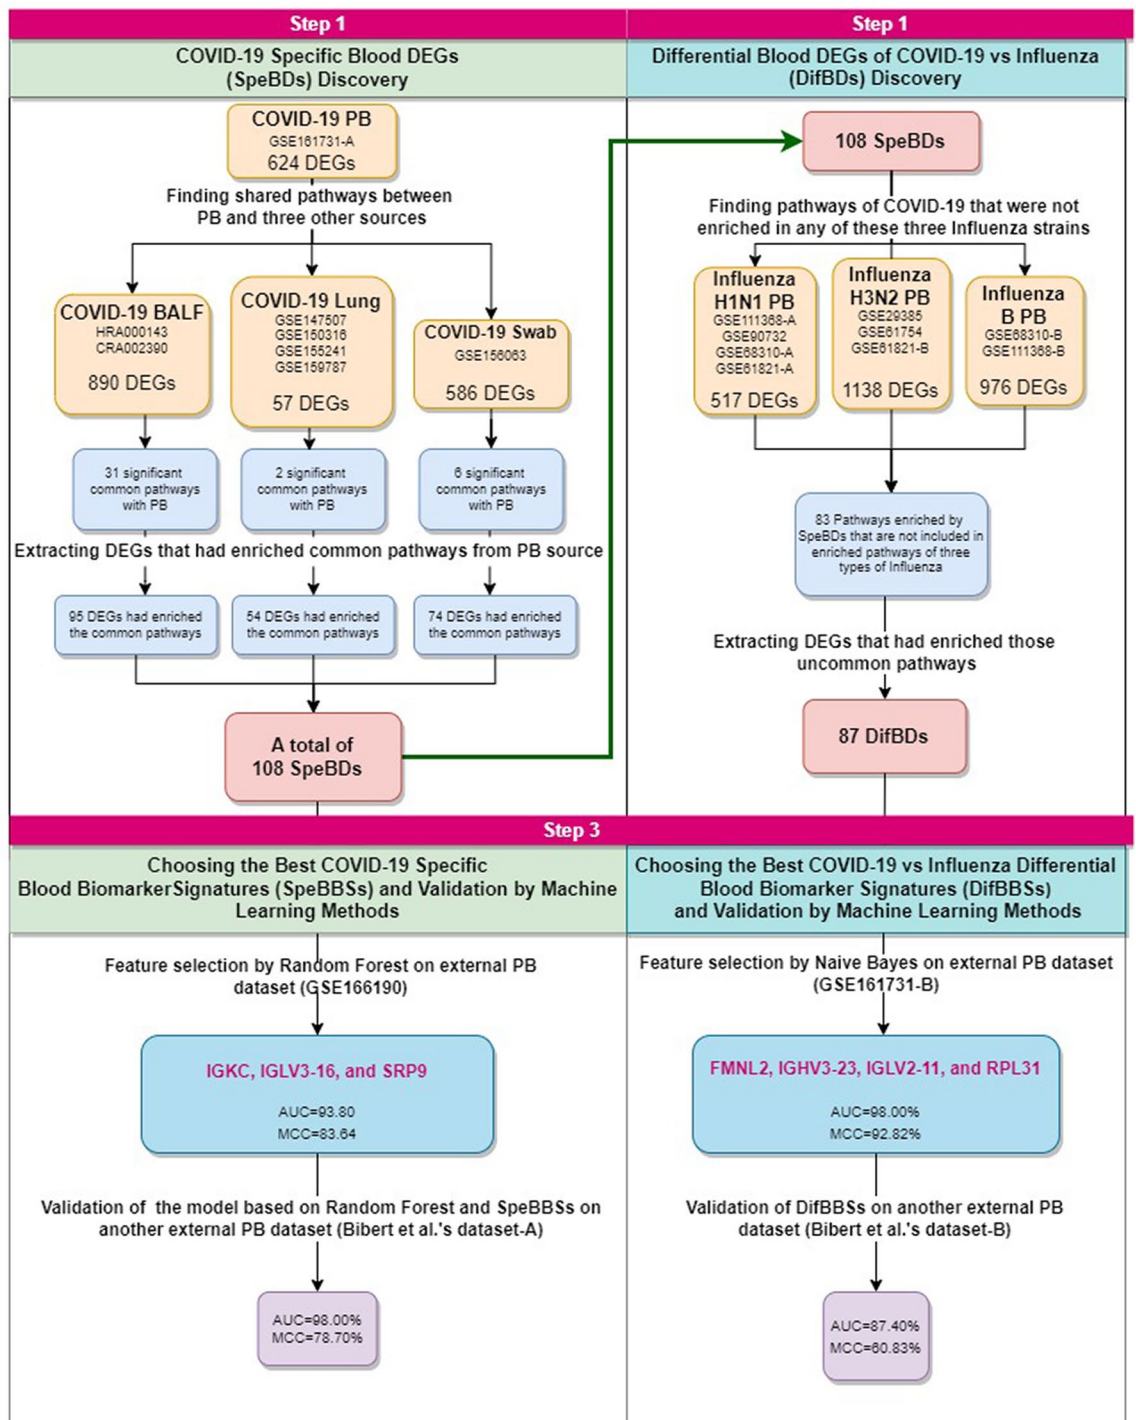 Step 1
COVID-19 Specific Blood DEGs
(SpeBDs) Discovery
COVID-19 PB
GSE161731-A
624 DEGs
Finding shared pathways between
PB and three other sources
COVID-19 BALF
HRA000143
CRA002390
890 DEGs
COVID-19 Lung
GSE147507
GSE150316
GSE155241
GSE159787
57 DEGs
COVID-19 Swab
GSE156063
586 DEGs
31 significant
common pathways
with PB
2 significant
common pathways
with PB
6 significant
common pathways
with PB
Extracting DEGs that had enriched common pathways from PB source
95 DEGs had enriched
the common pathways
54 DEGs had enriched
the common pathways
74 DEGs had enriched
the common pathways
A total of
108 SpeBDs
Step 1
Differential Blood DEGs of COVID-19 vs Influenza
(DifBDs) Discovery
108 SpeBDs
Finding pathways of COVID-19 that were not
enriched in any of these three Influenza strains
Influenza
H1N1 PB
GSE111368-A
GSE90732
GSE68310-A
GSE61821-A
517 DEGs
Influenza
H3N2 PB
GSE29385
GSE61754
GSE61821-B
1138 DEGs
Influenza
B PB
GSE68310-B
GSE111368-B
976 DEGs
83 Pathways enriched by
SpeBDs that are not included in
enriched pathways of three
types of Influenza
Extracting DEGs that had enriched those
uncommon pathways
87 DifBDs
Step 3
Choosing the Best COVID-19 Specific
Blood BiomarkerSignatures (SpeBBSs) and Validation by Machine
Learning Methods
Feature selection by Random Forest on external PB
dataset (GSE166190)
IGKC, IGLV3-16, and SRP9
AUC=93.80
MCC=83.64
Validation of the model based on Random Forest and SpeBBSs on
another external PB dataset (Bibert et al.'s dataset-A)
AUC=98.00%
MCC=78.70%
Choosing the Best COVID-19 vs Influenza Differential
Blood Biomarker Signatures (DifBBSs)
and Validation by Machine Learning Methods
Feature selection by Naive Bayes on external PB dataset
(GSE161731-B)
FMNL2, IGHV3-23, IGLV2-11, and RPL31
AUC=98.00%
MCC=92.82%
Validation of DifBBSs on another external PB
dataset (Bibert et al.'s dataset-B)
AUC=87.40%
MCC=60.83%